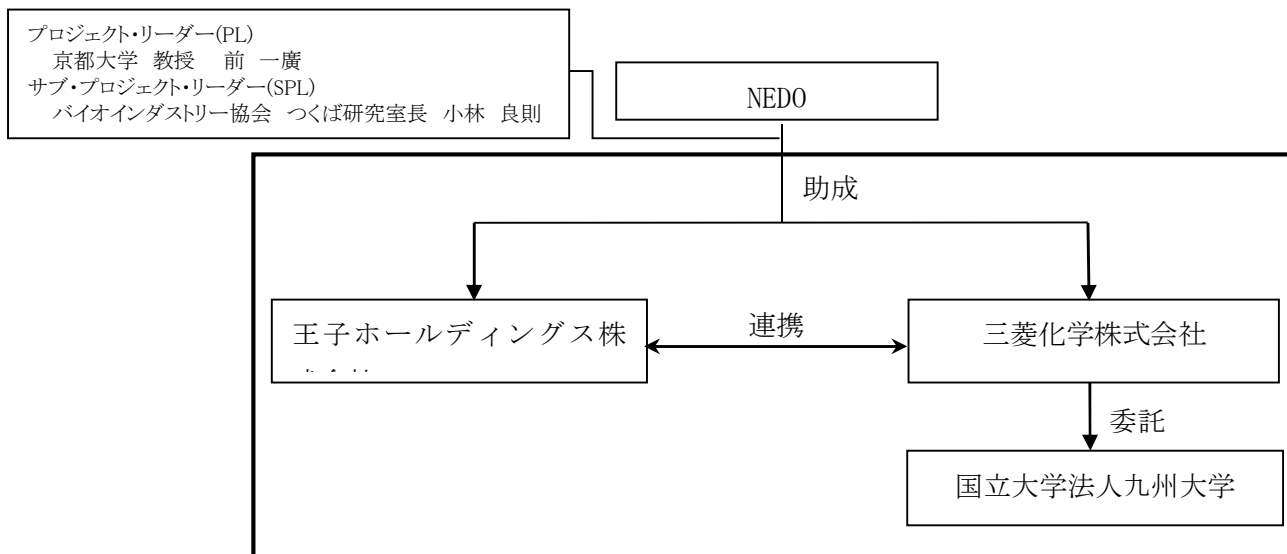 プロジェクト・リーダー(PL)
京都大学 教授 前 一廣
サブ・プロジェクト・リーダー(SPL)
バイオインダストリー協会 つくば研究室長 小林 良則
NEDO
助成
王子ホールディングス株
連携
三菱化学株式会社
委託
国立大学法人九州大学